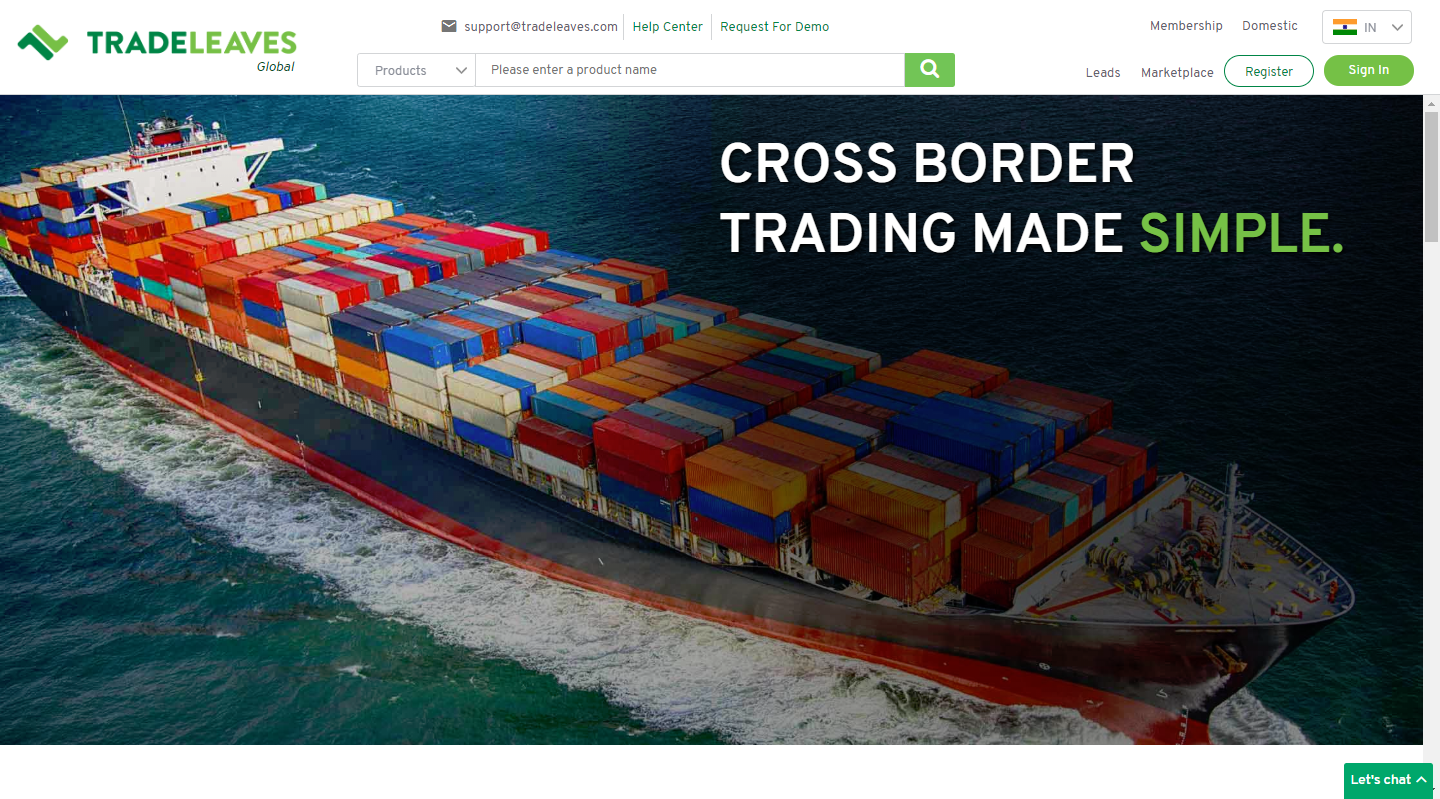 TRADELEAVES
Global
support@tradeleaves.com
Help Center
Request For Demo
Membership
Domestic
IN
Products
Please enter a product name
Leads
Marketplace
Register
Sign In
CROSS BORDER
TRADING MADE SIMPLE.
Let's chat